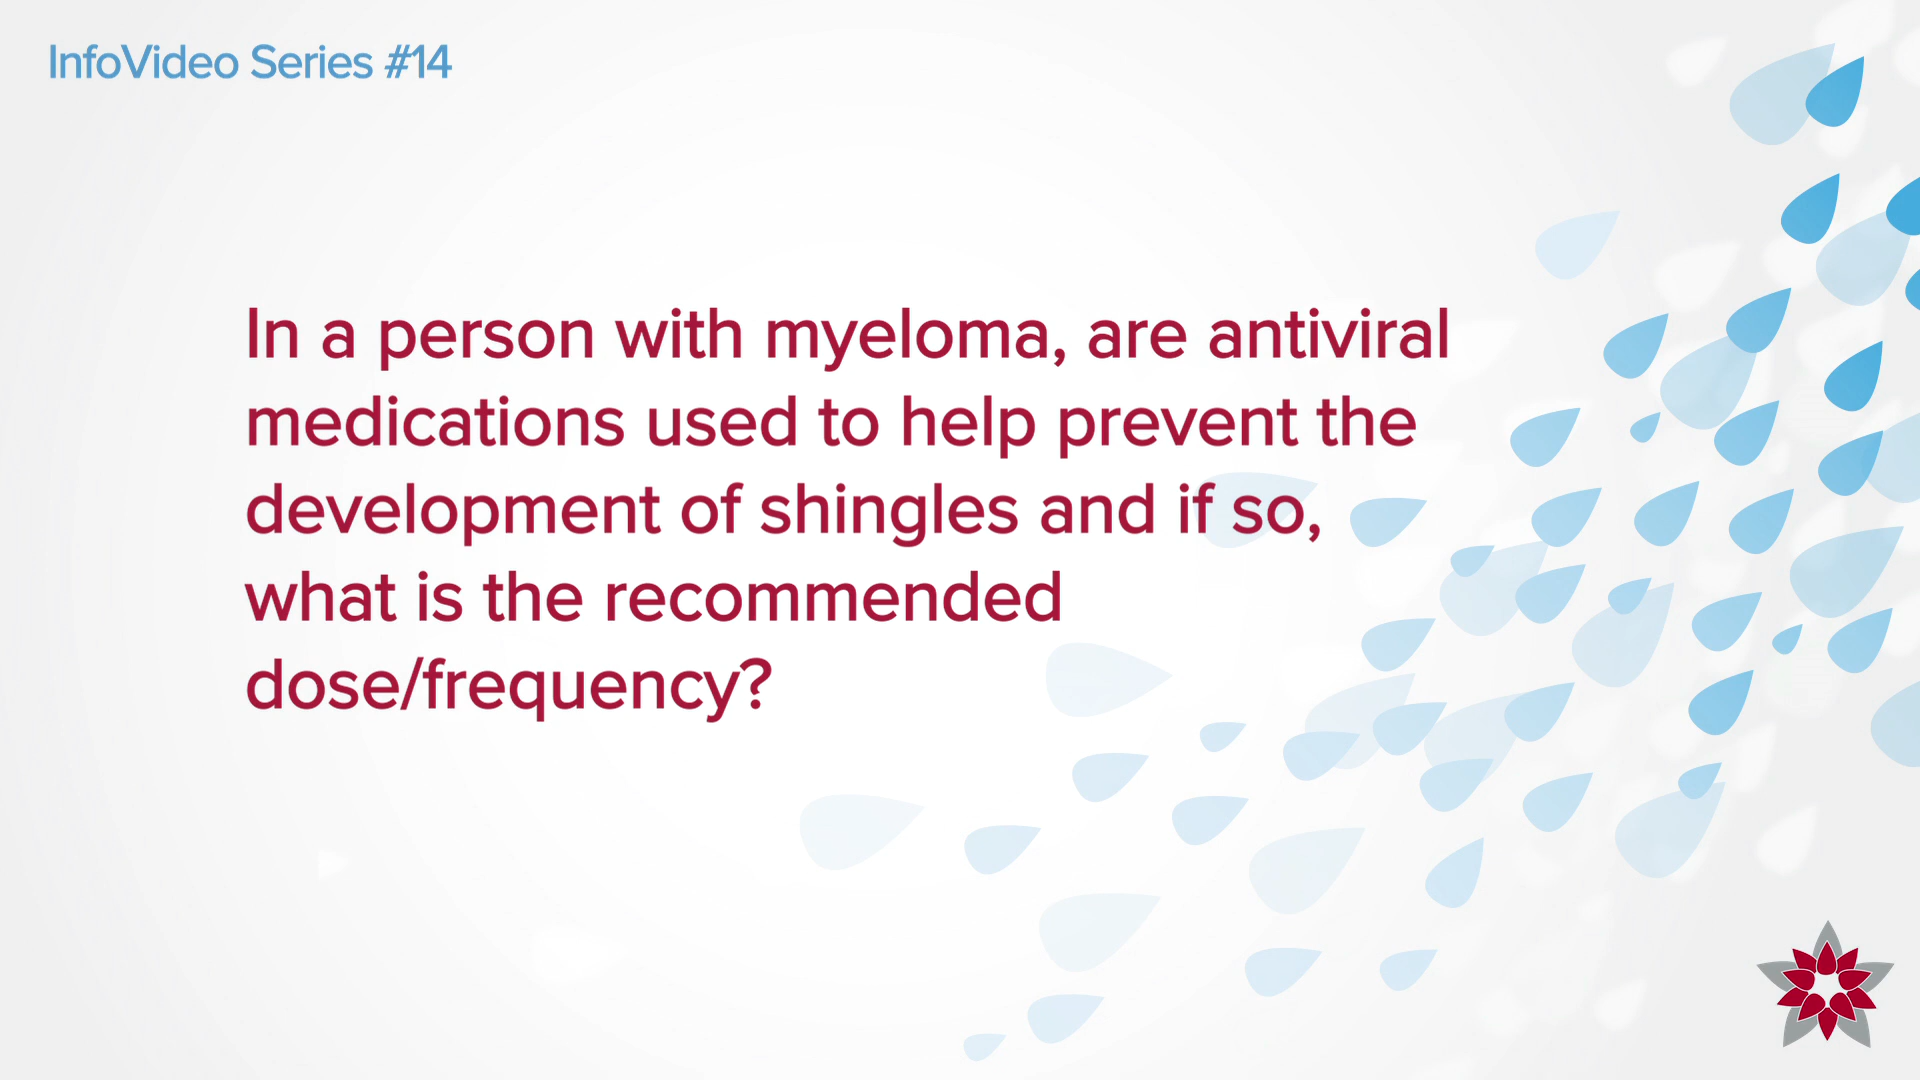 InfoVideo Series #14
In a person with myeloma, are antiviral
medications used to help prevent the
development of shingles and if so,
what is the recommended
dose/frequency?